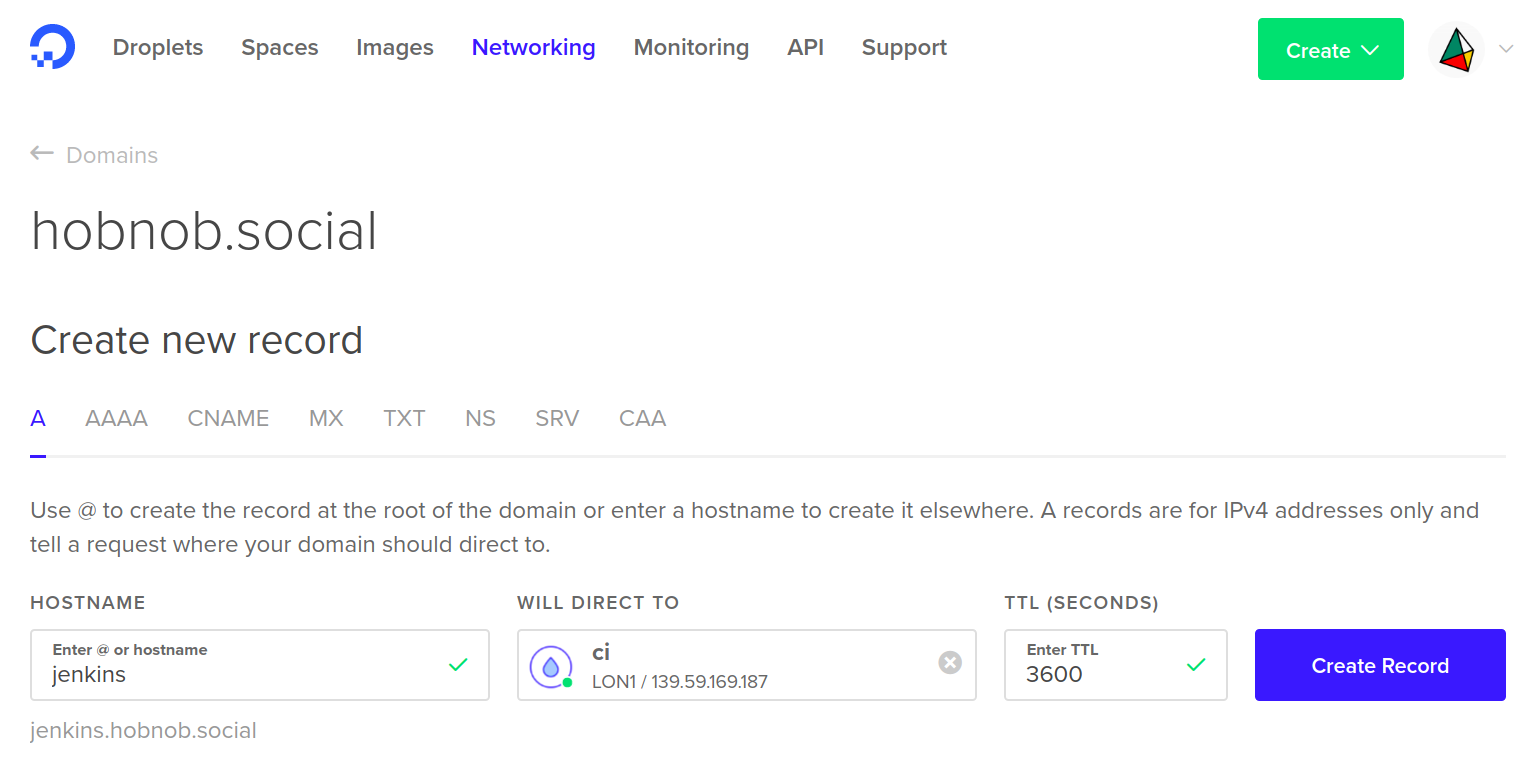 Droplets Spaces Images Networking Monitoring API Support Create
← Domains
hobnob.social
Create new record
A AAAA CNAME MX TXT NS SRV CAA
Use @ to create the record at the root of the domain or enter a hostname to create it elsewhere. A records are for IPv4 addresses only and
tell a request where your domain should direct to.
HOSTNAME WILL DIRECT TO TTL (SECONDS)
Enter @ or hostname ci Enter TTL
jenkins LON1 / 139.59.169.187 3600 Create Record
jenkins.hobnob.social